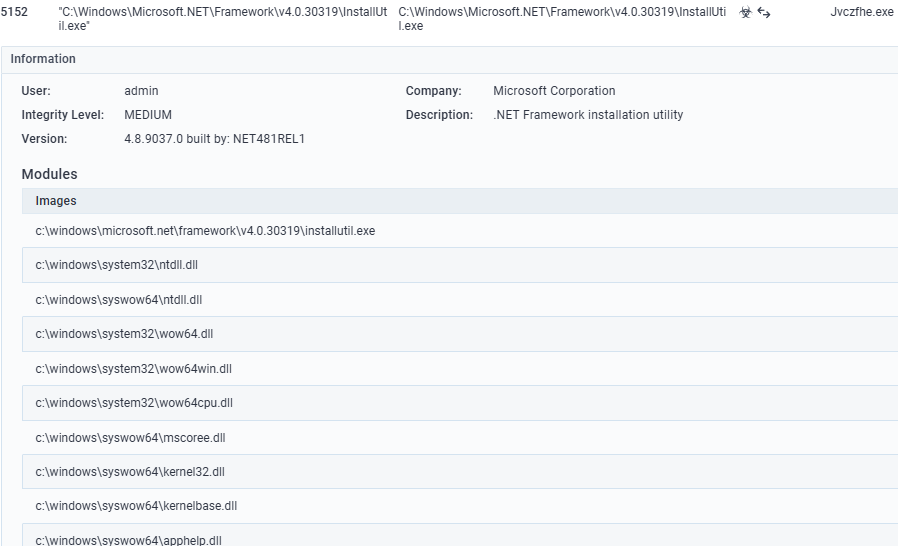 5152 "C:\Windows\Microsoft.NET\Framework\v4.0.30319\InstallUt C:\Windows\Microsoft.NET\Framework\v4.0.30319\InstallUti Jvczfhe.exe
il.exe" l.exe
Information
User: admin Company: Microsoft Corporation
Integrity Level: MEDIUM Description: .NET Framework installation utility
Version: 4.8.9037.0 built by: NET481REL1
Modules
Images
c:\windows\microsoft.net\framework\v4.0.30319\installutil.exe
c:\windows\system32\ntdll.dll
c:\windows\syswow64\ntdll.dll
c:\windows\system32\wow64.dll
c:\windows\system32\wow64win.dll
c:\windows\system32\wow64cpu.dll
c:\windows\syswow64\mscoree.dll
c:\windows\syswow64\kernel32.dll
c:\windows\syswow64\kernelbase.dll
c:\windows\syswow64\apphelp.dll